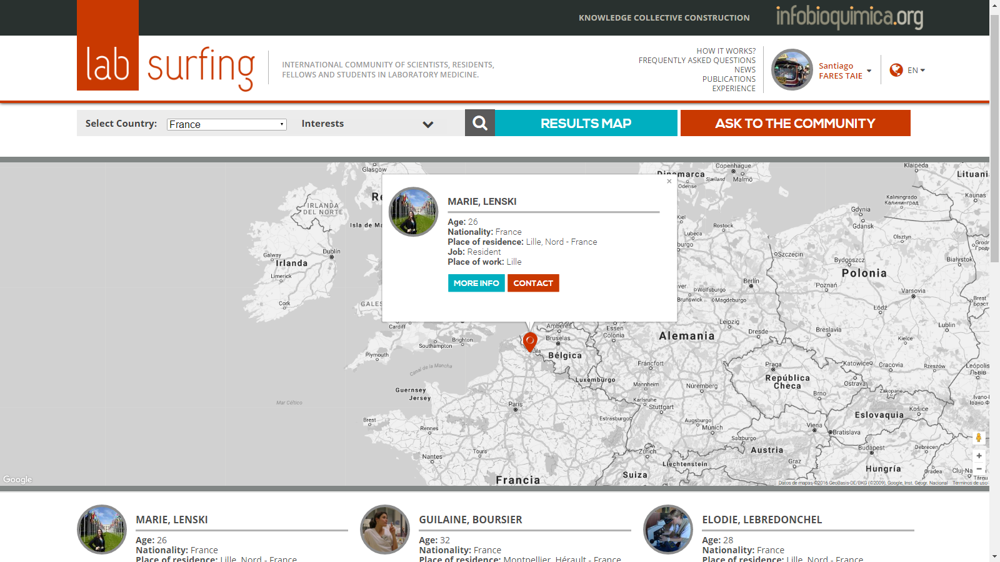 KNOWLEDGE COLLECTIVE CONSTRUCTION
infobioquimica.org
lab surfing
INTERNATIONAL COMMUNITY OF SCIENTISTS, RESIDENTS,
FELLOWS AND STUDENTS IN LABORATORY MEDICINE.
HOW IT WORKS?
FREQUENTLY ASKED QUESTIONS
NEWS
PUBLICATIONS
EXPERIENCE
Santiago
FARES TAIE
EN
Select Country:
France
Interests
RESULTS MAP
ASK TO THE COMMUNITY
MARIE, LENSKI
Age: 26
Nationality: France
Place of residence: Lille, Nord - France
Job: Resident
Place of work: Lille
MORE INFO
CONTACT
Glasgow
IRLANDA
DEL NORTE
Isla de Ma
Dublín
Galway
Irlanda
Limerick
Cork
GALES
Cardiff
Brighton
Southampton
Plymouth
Canal de la Mancha
Guernsey
Jersey
Mar Céltico
Brest
Rennes
Nantes
Tours
París
Francia
Lila
Amberes
Bruselas
Bélgica
Luxemburgo
Dinamarca
Copenhague
Sjælland
Malmö
Odense
Kiel
Rostock
Lubeca
burgo
Szczecin
Berlín
Wolfsburgo
Magdeburgo
Brunswick
ver
Essen
Colonia
Leipzig
Dresde
Alemania
Fráncfort
Mannheim
Núremberg
Karlsruhe
Stuttgart
Estrasburgo
Augsburgo
Múnich
Salzburgo
Zúrich
Liechtenstein
Suiza
Austria
Graz
Viena
Bratislava
Praga
República
Checa
Brno
Ostrava
Katowice
Cracovia
Rzeszów
Zakopane
Košice
Eslovaquia
Budapest
Debrecen
Hungría
Oradea
Cluj-Na
Târgu
Klaipėda
Lituani
Kaunas
Kaliningrado
Калининград
Gdynia
Gdansk
Olsztyn
Bydgoszcz
Białystok
Grodn
Гродн
Polonia
Poznań
Varsovia
Łódź
Brest
Брэст
Breslavia
Lublin
Kielce
Leópolis
Львів
Ivano-
Івано-Ф
Google
Datos de mapas ©2016 GeoBasis-DE/BKG (©2009), Google, Inst. Geogr. Nacional
Términos de uso
MARIE, LENSKI
Age: 26
Nationality: France
Place of residence: Lille, Nord - France
GUILAINE, BOURSIER
Age: 32
Nationality: France
Place of residence: Montpellier, Hérault - France
ELODIE, LEBREDONCHEL
Age: 28
Nationality: France
Place of residence: Lille, Nord - France